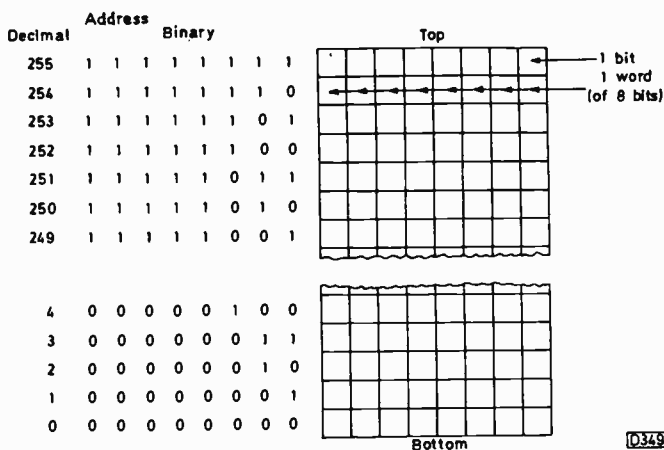 Address
Decimal Binary Top
255 1 1 1 1 1 1 1 1 1 bit
254 1 1 1 1 1 1 1 0 1 word
(of 8 bits)
253 1 1 1 1 1 1 0 1
252 1 1 1 1 1 1 0 0
251 1 1 1 1 1 0 1 1
250 1 1 1 1 1 0 1 0
249 1 1 1 1 1 0 0 1
4 0 0 0 0 0 1 0 0
3 0 0 0 0 0 0 1 1
2 0 0 0 0 0 0 1 0
1 0 0 0 0 0 0 0 1
0 0 0 0 0 0 0 0 0
Bottom
D349